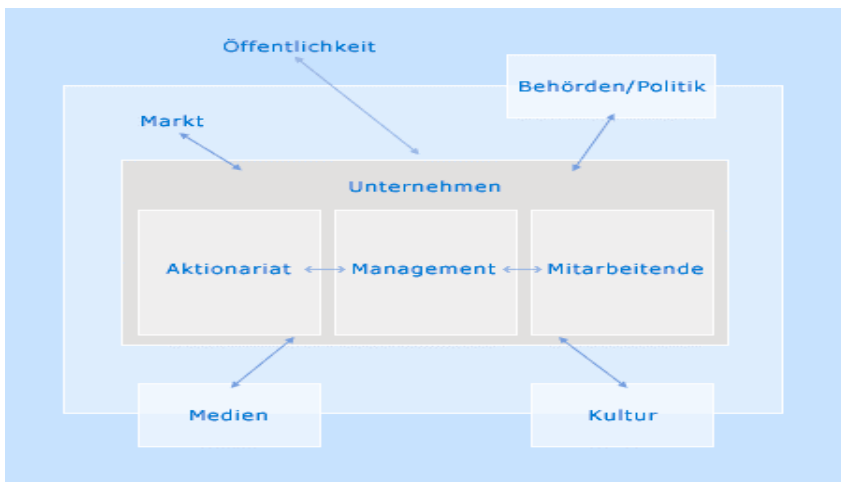 Öffentlichkeit
Behörden/Politik
Markt
Unternehmen
Aktionariat
Management
Mitarbeitende
Medien
Kultur